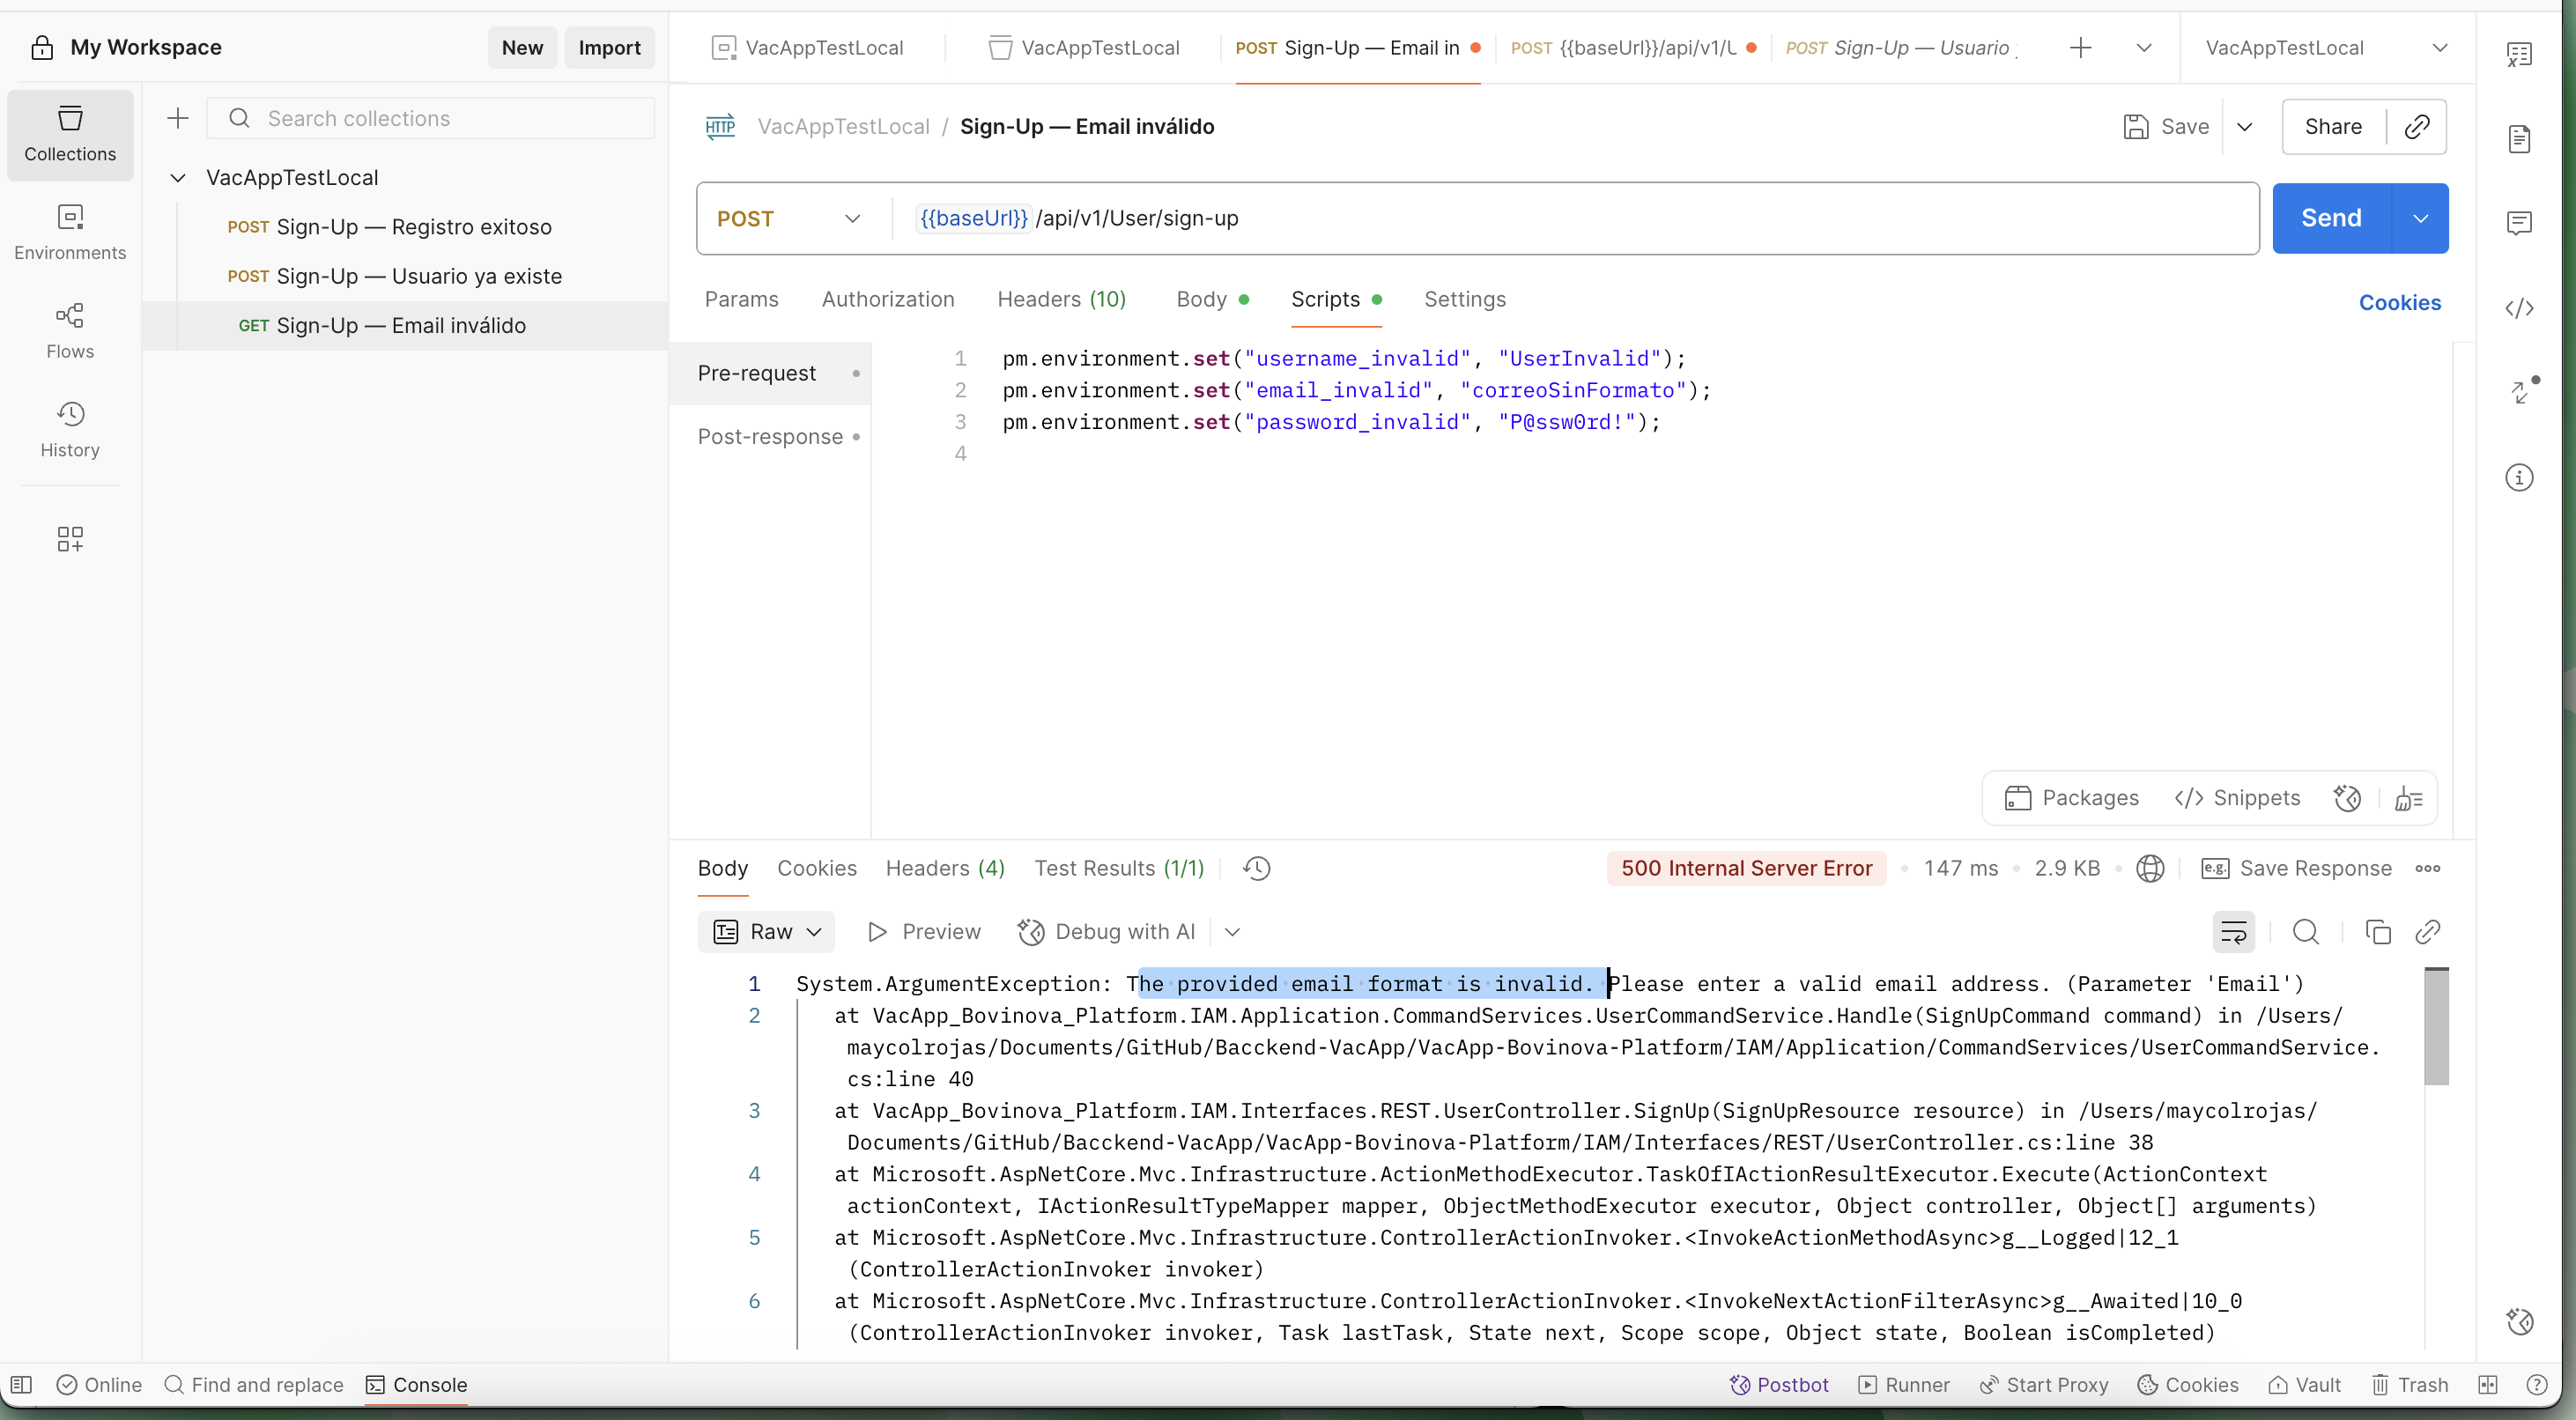 My Workspace
New
Import
VacAppTestLocal
VacAppTestLocal
POST Sign-Up — Email in
POST {{baseUrl}}/api/v1/U
POST Sign-Up — Usuario
VacAppTestLocal
Collections
Environments
Flows
History
Search collections
VacAppTestLocal
POST Sign-Up — Registro exitoso
POST Sign-Up — Usuario ya existe
GET Sign-Up — Email inválido
HTTP VacAppTestLocal / Sign-Up — Email inválido
Save
Share
POST
{{baseUrl}} /api/v1/User/sign-up
Send
Params
Authorization
Headers (10)
Body
Scripts
Settings
Cookies
Pre-request
Post-response
1 pm.environment.set("username_invalid", "UserInvalid");
2 pm.environment.set("email_invalid", "correoSinFormato");
3 pm.environment.set("password_invalid", "P@ssw0rd!");
4
Packages
</> Snippets
Body
Cookies
Headers (4)
Test Results (1/1)
500 Internal Server Error
147 ms
2.9 KB
e.g. Save Response
Raw
Preview
Debug with AI
1 System.ArgumentException: The provided email format is invalid. Please enter a valid email address. (Parameter 'Email')
2 at VacApp_Bovinova_Platform.IAM.Application.CommandServices.UserCommandService.Handle(SignUpCommand command) in /Users/
maycolrojas/Documents/GitHub/Bacckend-VacApp/VacApp-Bovinova-Platform/IAM/Application/CommandServices/UserCommandService.
cs:line 40
3 at VacApp_Bovinova_Platform.IAM.Interfaces.REST.UserController.SignUp(SignUpResource resource) in /Users/maycolrojas/
Documents/GitHub/Bacckend-VacApp/VacApp-Bovinova-Platform/IAM/Interfaces/REST/UserController.cs:line 38
4 at Microsoft.AspNetCore.Mvc.Infrastructure.ActionMethodExecutor.TaskOfIActionResultExecutor.Execute(ActionContext
actionContext, IActionResultTypeMapper mapper, ObjectMethodExecutor executor, Object controller, Object[] arguments)
5 at Microsoft.AspNetCore.Mvc.Infrastructure.ControllerActionInvoker.<InvokeActionMethodAsync>g__Logged|12_1
(ControllerActionInvoker invoker)
6 at Microsoft.AspNetCore.Mvc.Infrastructure.ControllerActionInvoker.<InvokeNextActionFilterAsync>g__Awaited|10_0
(ControllerActionInvoker invoker, Task lastTask, State next, Scope scope, Object state, Boolean isCompleted)
Online
Find and replace
Console
Postbot
Runner
Start Proxy
Cookies
Vault
Trash